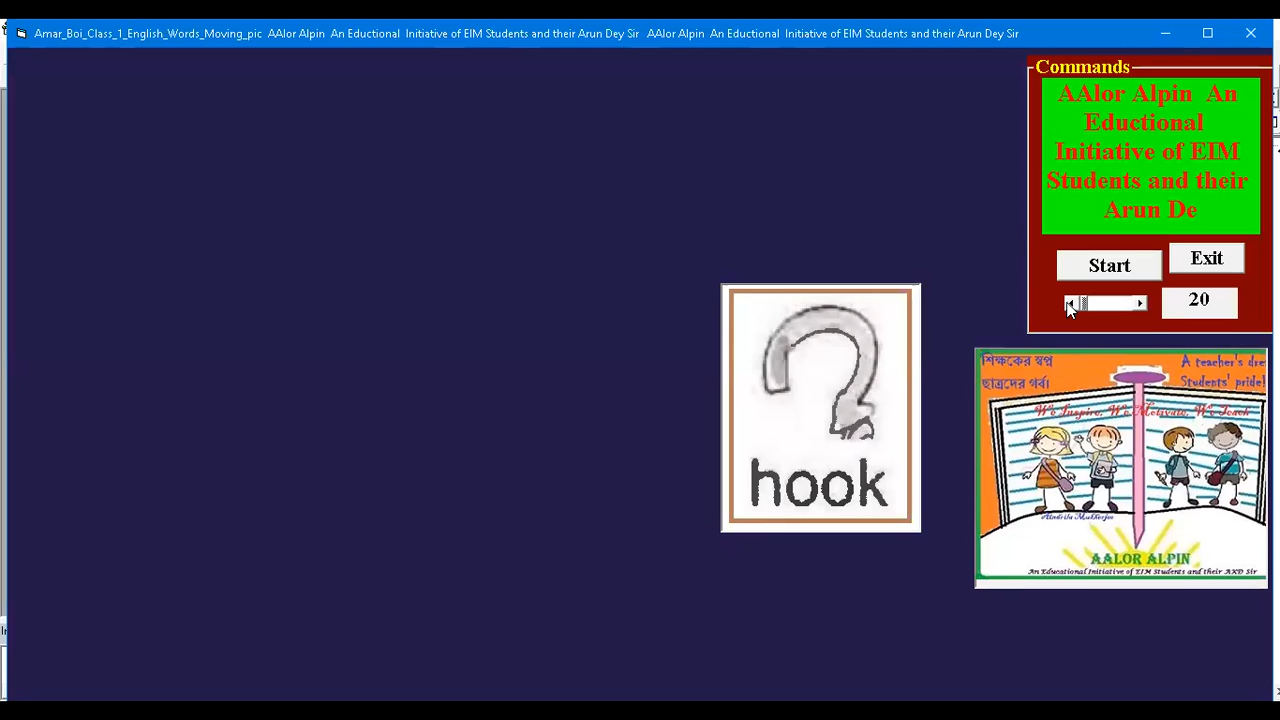 Amar_Boi_Class_1_English_Words_Moving_pic AAlor Alpin An Eductional Initiative of EIM Students and their Arun Dey Sir AAlor Alpin An Eductional Initiative of EIM Students and their Arun Dey Sir
Commands
AAlor Alpin An
Eductional
Initiative of EIM
Students and their
Arun De
Start
Exit
20
hook
শিক্ষকের স্বপ্ন
ছাত্রদের গর্ব।
A teacher's dre
Students' pride!
We Inspire, We Motivate, We Teach
AALOR ALPIN
An Educational Initiative of EIM Students and their AKD Sir